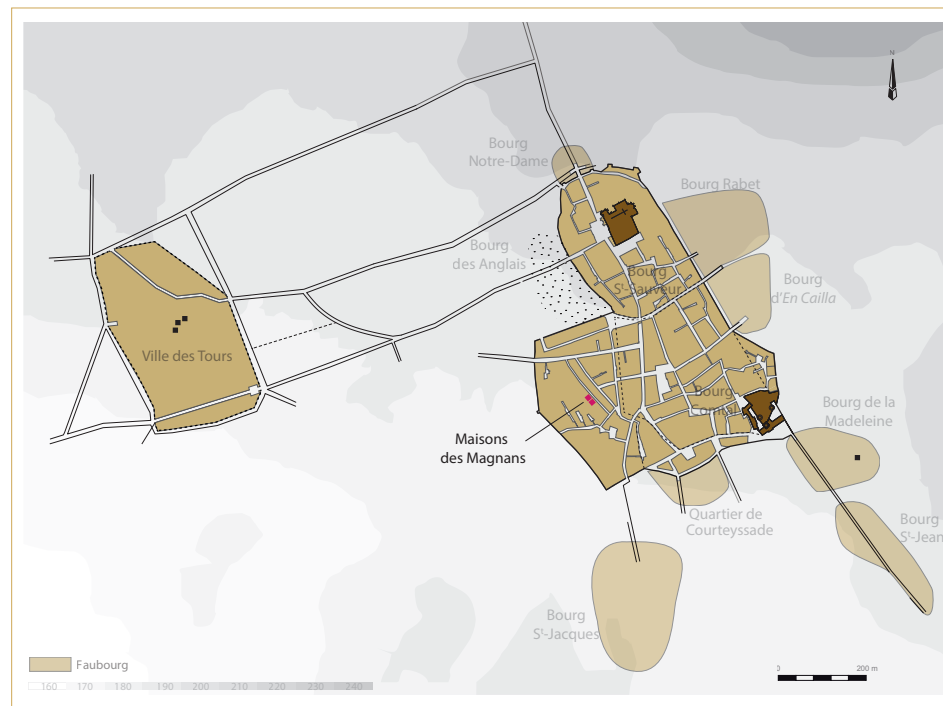 N
Bourg
Notre-Dame
Bourg Rabet
Bourg
des Anglais
Bourg
St-Sauveur
Bourg
d'En Cailla
Ville des Tours
Bourg
Comtal
Bourg de la
Madeleine
Maisons
des Magnans
Quartier de
Courteyssade
Bourg
St-Jean
Bourg
St-Jacques
Faubourg
0 200 m
160 170 180 190 200 210 220 230 240